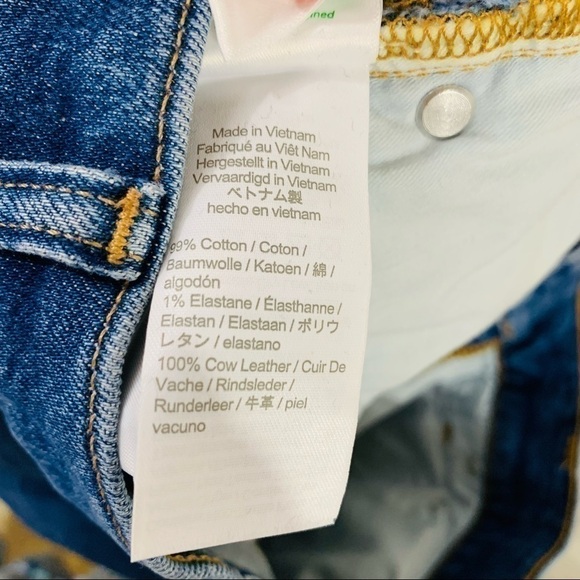 ned
Made in Vietnam
Fabriqué au Viêt Nam
Hergestellt in Vietnam
Vervaardigd in Vietnam
ベトナム製
hecho en vietnam
99% Cotton / Coton /
Baumwolle / Katoen / 綿 /
algodón
1% Elastane / Élasthanne /
Elastan / Elastaan / ポリウ
レタン / elastano
100% Cow Leather / Cuir De
Vache / Rindsleder /
Runderleer / 牛革 / piel
vacuno